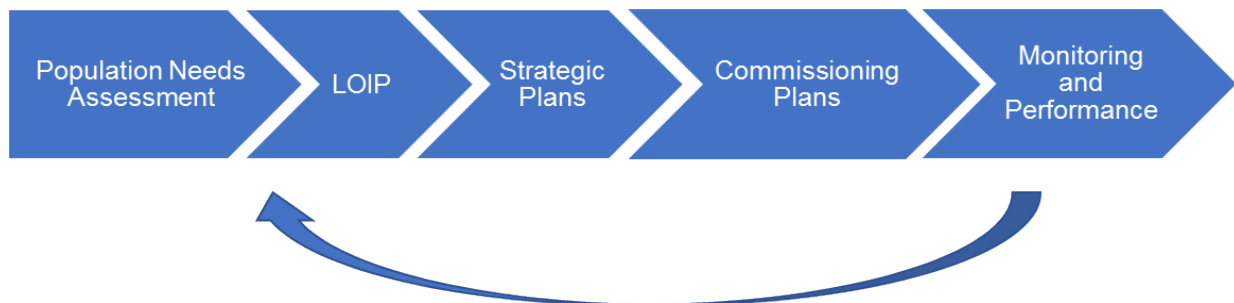 Population Needs
Assessment
LOIP
Strategic
Plans
Commissioning
Plans
Monitoring
and
Performance